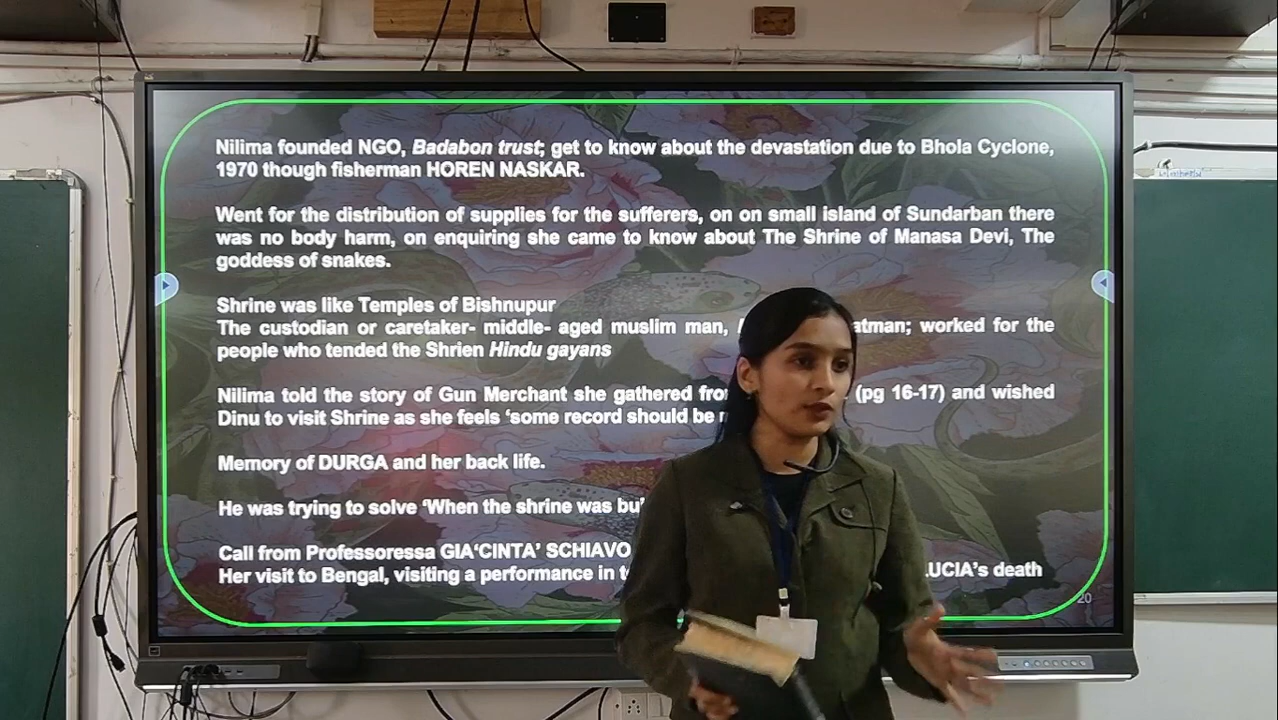 Nilima founded NGO, Badabon trust; get to know about the devastation due to Bhola Cyclone,
1970 though fisherman HOREN NASKAR.
Went for the distribution of supplies for the sufferers, on on small island of Sundarban there
was no body harm, on enquiring she came to know about The Shrine of Manasa Devi, The
goddess of snakes.
Shrine was like Temples of Bishnupur
The custodian or caretaker- middle- aged muslim man, atman; worked for the
people who tended the Shrien Hindu gayans
Nilima told the story of Gun Merchant she gathered (pg 16-17) and wished
Dinu to visit Shrine as she feels ‘some record should be
Memory of DURGA and her back life.
He was trying to solve ‘When the shrine was
Call from Professoressa GIA‘CINTA’ SCHIAVO
Her visit to Bengal, visiting a performance in UCIA’s death
20